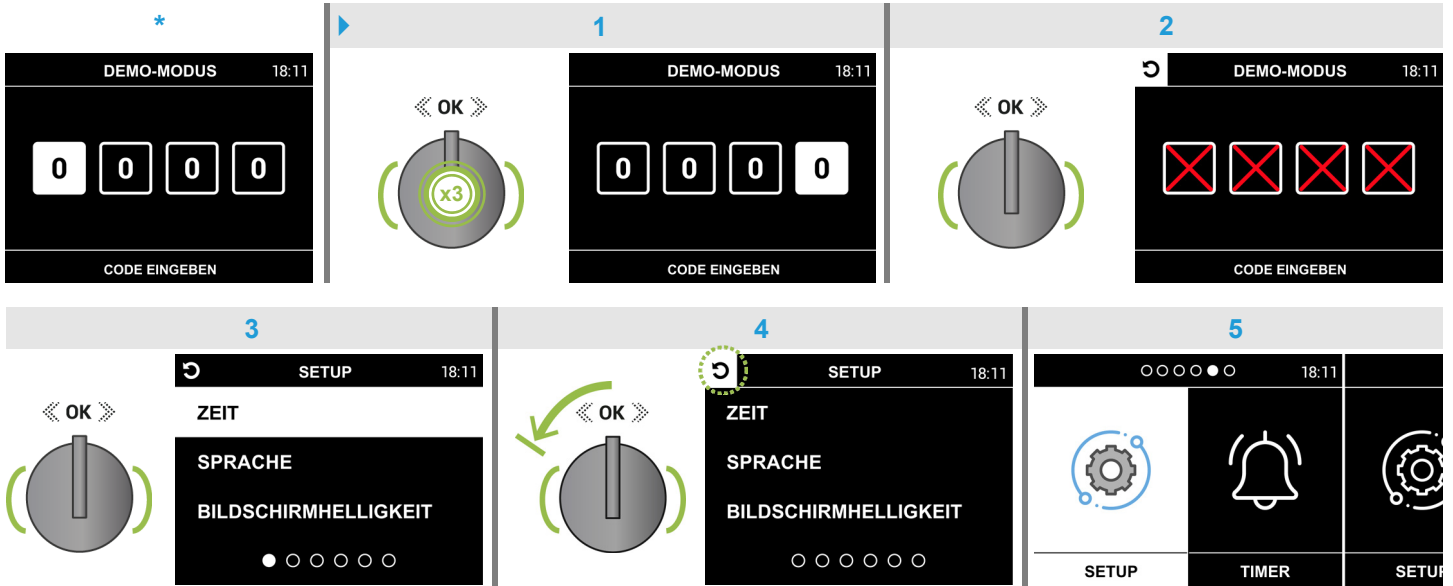 *
1
2
DEMO-MODUS 18:11
0 0 0 0
CODE EINGEBEN
OK
x3
DEMO-MODUS 18:11
0 0 0 0
CODE EINGEBEN
OK
DEMO-MODUS 18:11
CODE EINGEBEN
3
4
5
OK
SETUP 18:11
ZEIT
SPRACHE
BILDSCHIRMHELLIGKEIT
OK
SETUP 18:11
ZEIT
SPRACHE
BILDSCHIRMHELLIGKEIT
18:11
SETUP TIMER SETUP